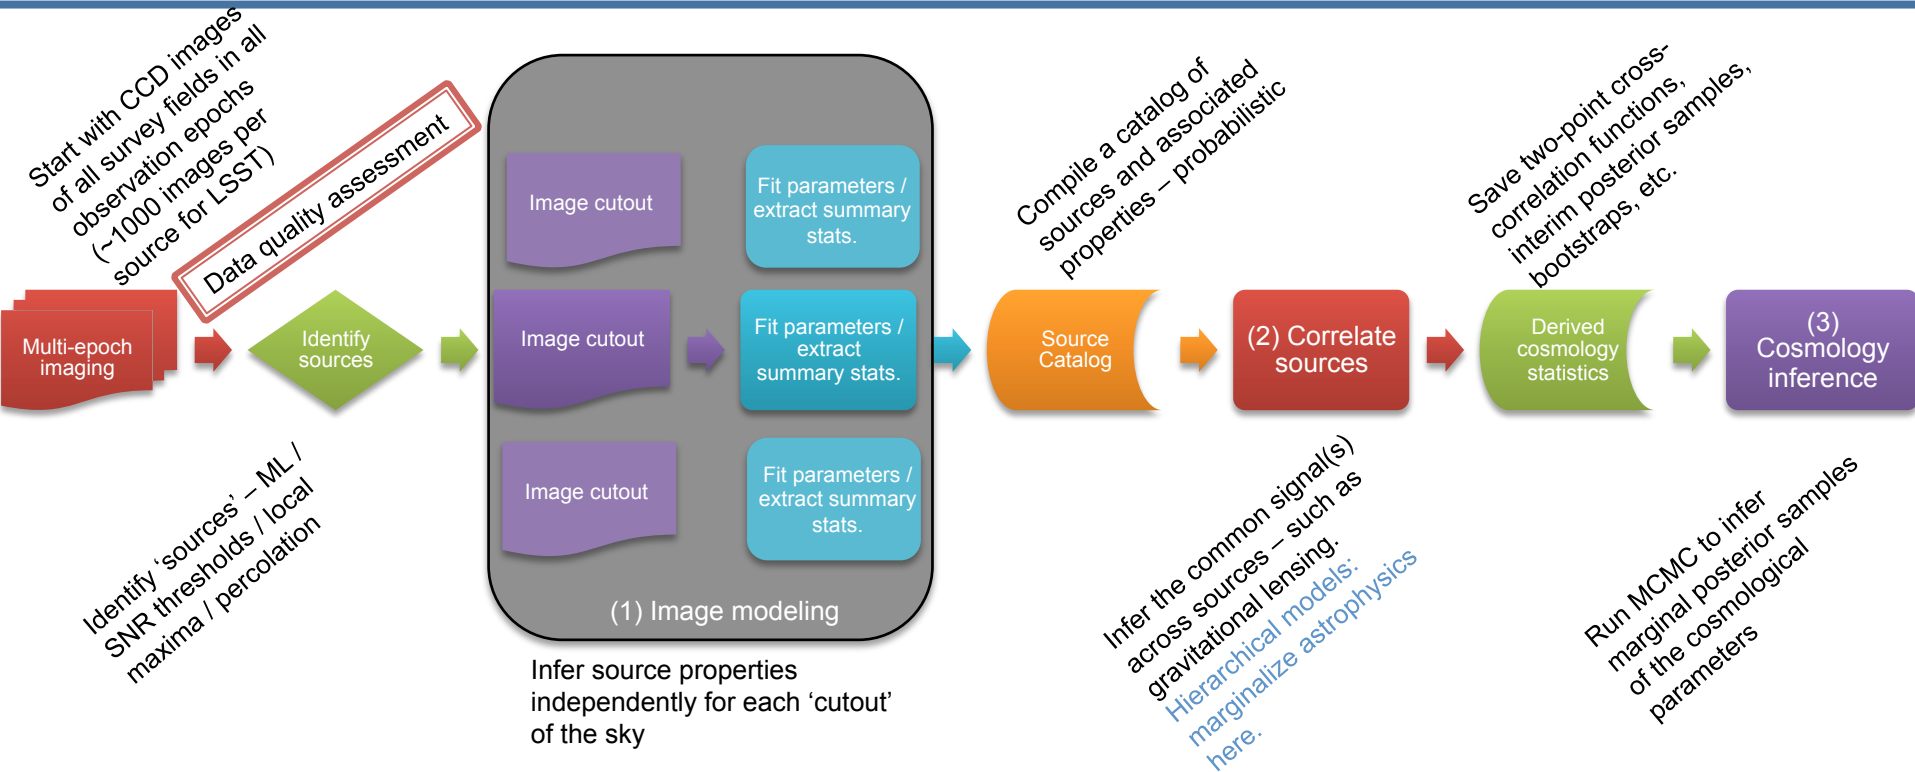 Start with CCD images
of all survey fields in all
observation epochs
(~1000 images per
source for LSST)
Data quality assessment
Multi-epoch
imaging
Identify
sources
Identify ‘sources’ – ML /
SNR thresholds / local
maxima / percolation
Image cutout
Fit parameters /
extract summary
stats.
Image cutout
Fit parameters /
extract
summary stats.
Image cutout
Fit parameters /
extract summary
stats.
(1) Image modeling
Infer source properties
independently for each ‘cutout’
of the sky
Compile a catalog of
sources and associated
properties – probabilistic
Source
Catalog
(2) Correlate
sources
Infer the common signal(s)
across sources – such as
gravitational lensing.
Hierarchical models:
marginalize astrophysics
here.
Save two-point cross-
correlation functions,
interim posterior samples,
bootstraps, etc.
Derived
cosmology
statistics
(3)
Cosmology
inference
Run MCMC to infer
marginal posterior samples
of the cosmological
parameters